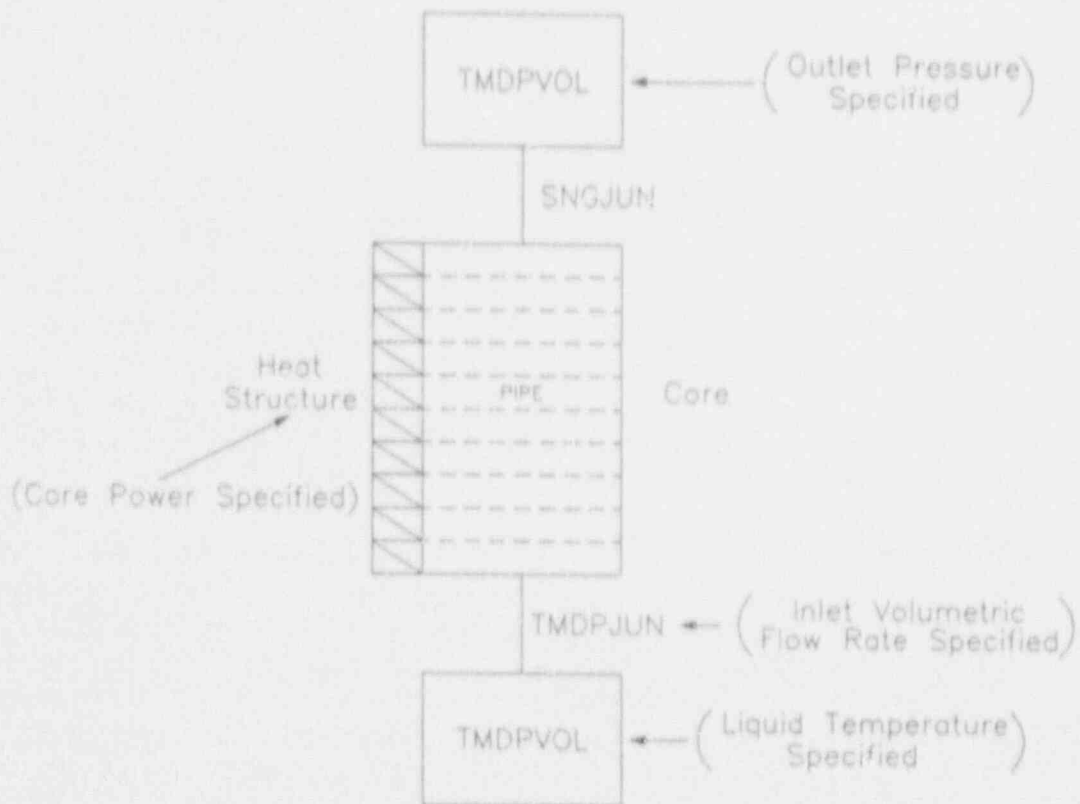 TMDPVOL
(Outlet Pressure)
Specified
SNGJUN
Heat
Structure
PIPE
Core
(Core Power Specified)
TMDPJUN
(Inlet Volumetric
Flow Rate Specified)
TMDPVOL
(Liquid Temperature)
Specified